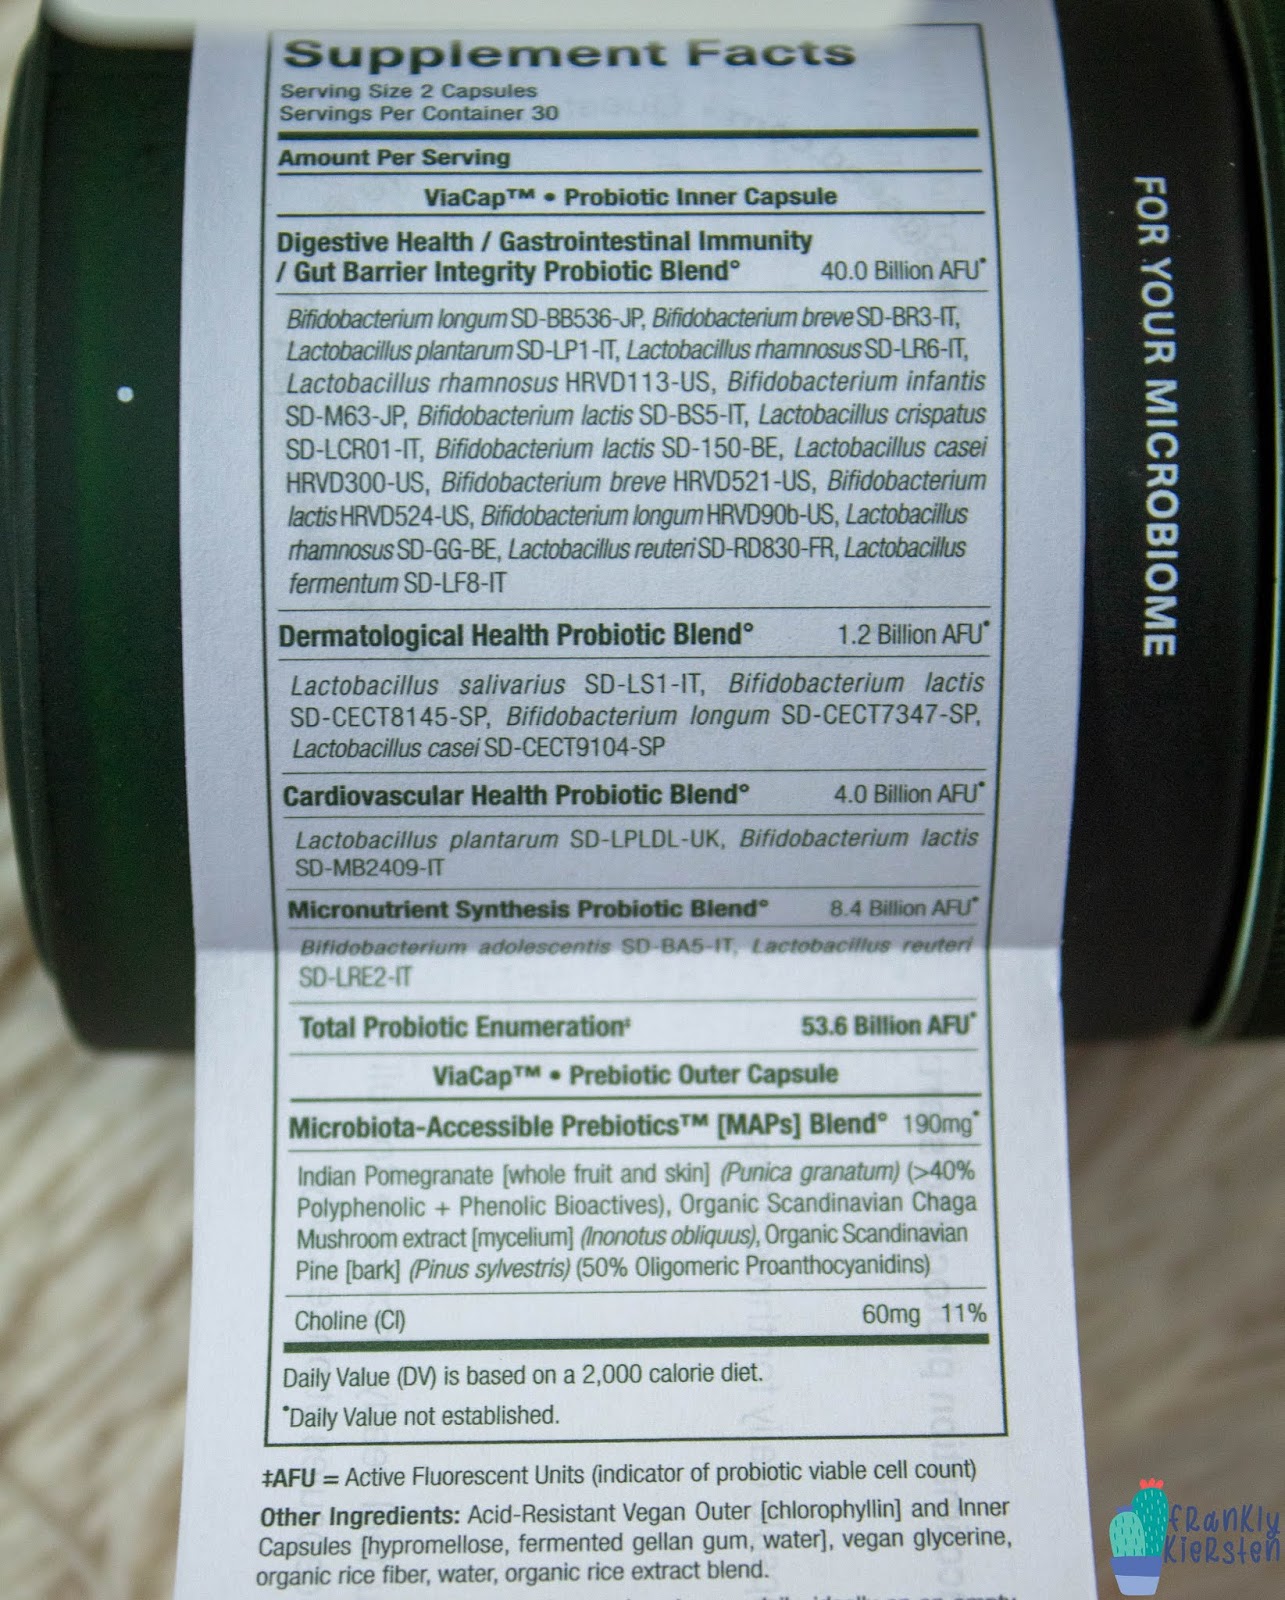 Supplement Facts
Serving Size 2 Capsules
Servings Per Container 30
Amount Per Serving
ViaCap™ • Probiotic Inner Capsule
Digestive Health / Gastrointestinal Immunity
/ Gut Barrier Integrity Probiotic Blend° 40.0 Billion AFU*
Bifidobacterium longum SD-BB536-JP, Bifidobacterium breve SD-BR3-IT,
Lactobacillus plantarum SD-LP1-IT, Lactobacillus rhamnosus SD-LR6-IT,
Lactobacillus rhamnosus HRVD113-US, Bifidobacterium infantis
SD-M63-JP, Bifidobacterium lactis SD-BS5-IT, Lactobacillus crispatus
SD-LCR01-IT, Bifidobacterium lactis SD-150-BE, Lactobacillus casei
HRVD300-US, Bifidobacterium breve HRVD521-US, Bifidobacterium
lactis HRVD524-US, Bifidobacterium longum HRVD90b-US, Lactobacillus
rhamnosus SD-GG-BE, Lactobacillus reuteri SD-RD830-FR, Lactobacillus
fermentum SD-LF8-IT
Dermatological Health Probiotic Blend° 1.2 Billion AFU*
Lactobacillus salivarius SD-LS1-IT, Bifidobacterium lactis
SD-CECT8145-SP, Bifidobacterium longum SD-CECT7347-SP,
Lactobacillus casei SD-CECT9104-SP
Cardiovascular Health Probiotic Blend° 4.0 Billion AFU*
Lactobacillus plantarum SD-LPLDL-UK, Bifidobacterium lactis
SD-MB2409-IT
Micronutrient Synthesis Probiotic Blend° 8.4 Billion AFU*
Bifidobacterium adolescentis SD-BA5-IT, Lactobacillus reuteri
SD-LRE2-IT
Total Probiotic Enumeration‡ 53.6 Billion AFU*
ViaCap™ • Prebiotic Outer Capsule
Microbiota-Accessible Prebiotics™ [MAPs] Blend° 190mg*
Indian Pomegranate [whole fruit and skin] (Punica granatum) (>40%
Polyphenolic + Phenolic Bioactives), Organic Scandinavian Chaga
Mushroom extract [mycelium] (Inonotus obliquus), Organic Scandinavian
Pine [bark] (Pinus sylvestris) (50% Oligomeric Proanthocyanidins)
Choline (CI) 60mg 11%
Daily Value (DV) is based on a 2,000 calorie diet.
*Daily Value not established.
‡AFU = Active Fluorescent Units (indicator of probiotic viable cell count)
Other Ingredients: Acid-Resistant Vegan Outer [chlorophyllin] and Inner
Capsules [hypromellose, fermented gellan gum, water], vegan glycerine,
organic rice fiber, water, organic rice extract blend.
FOR YOUR MICROBIOME
fRanKly
KieRsten